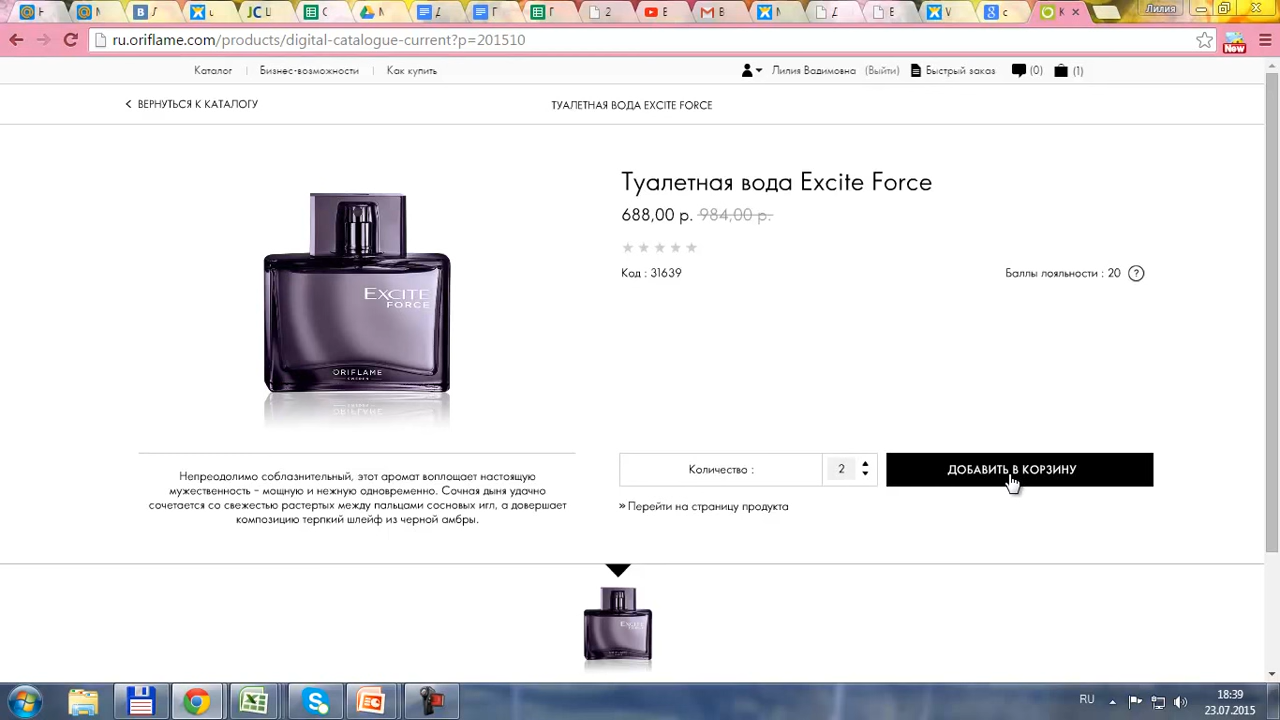 Лилия
ru.oriflame.com/products/digital-catalogue-current?p=201510
New
Каталог
Бизнес-возможности
Как купить
Лилия Вадимовна
(Выйти)
Быстрый заказ
(0)
(1)
ВЕРНУТЬСЯ К КАТАЛОГУ
ТУАЛЕТНАЯ ВОДА EXCITE FORCE
Туалетная вода Excite Force
688,00 р. 984,00 р.
Код : 31639
Баллы лояльности : 20 ?
EXCITE
FORCE
ORIFLAME
Количество :
2
ДОБАВИТЬ В КОРЗИНУ
» Перейти на страницу продукта
Непреодолимо соблазнительный, этот аромат воплощает настоящую
мужественность – мощную и нежную одновременно. Сочная дыня удачно
сочетается со свежестью растертых между пальцами сосновых игл, а довершает
композицию терпкий шлейф из черной амбры.
RU
18:39
23.07.2015